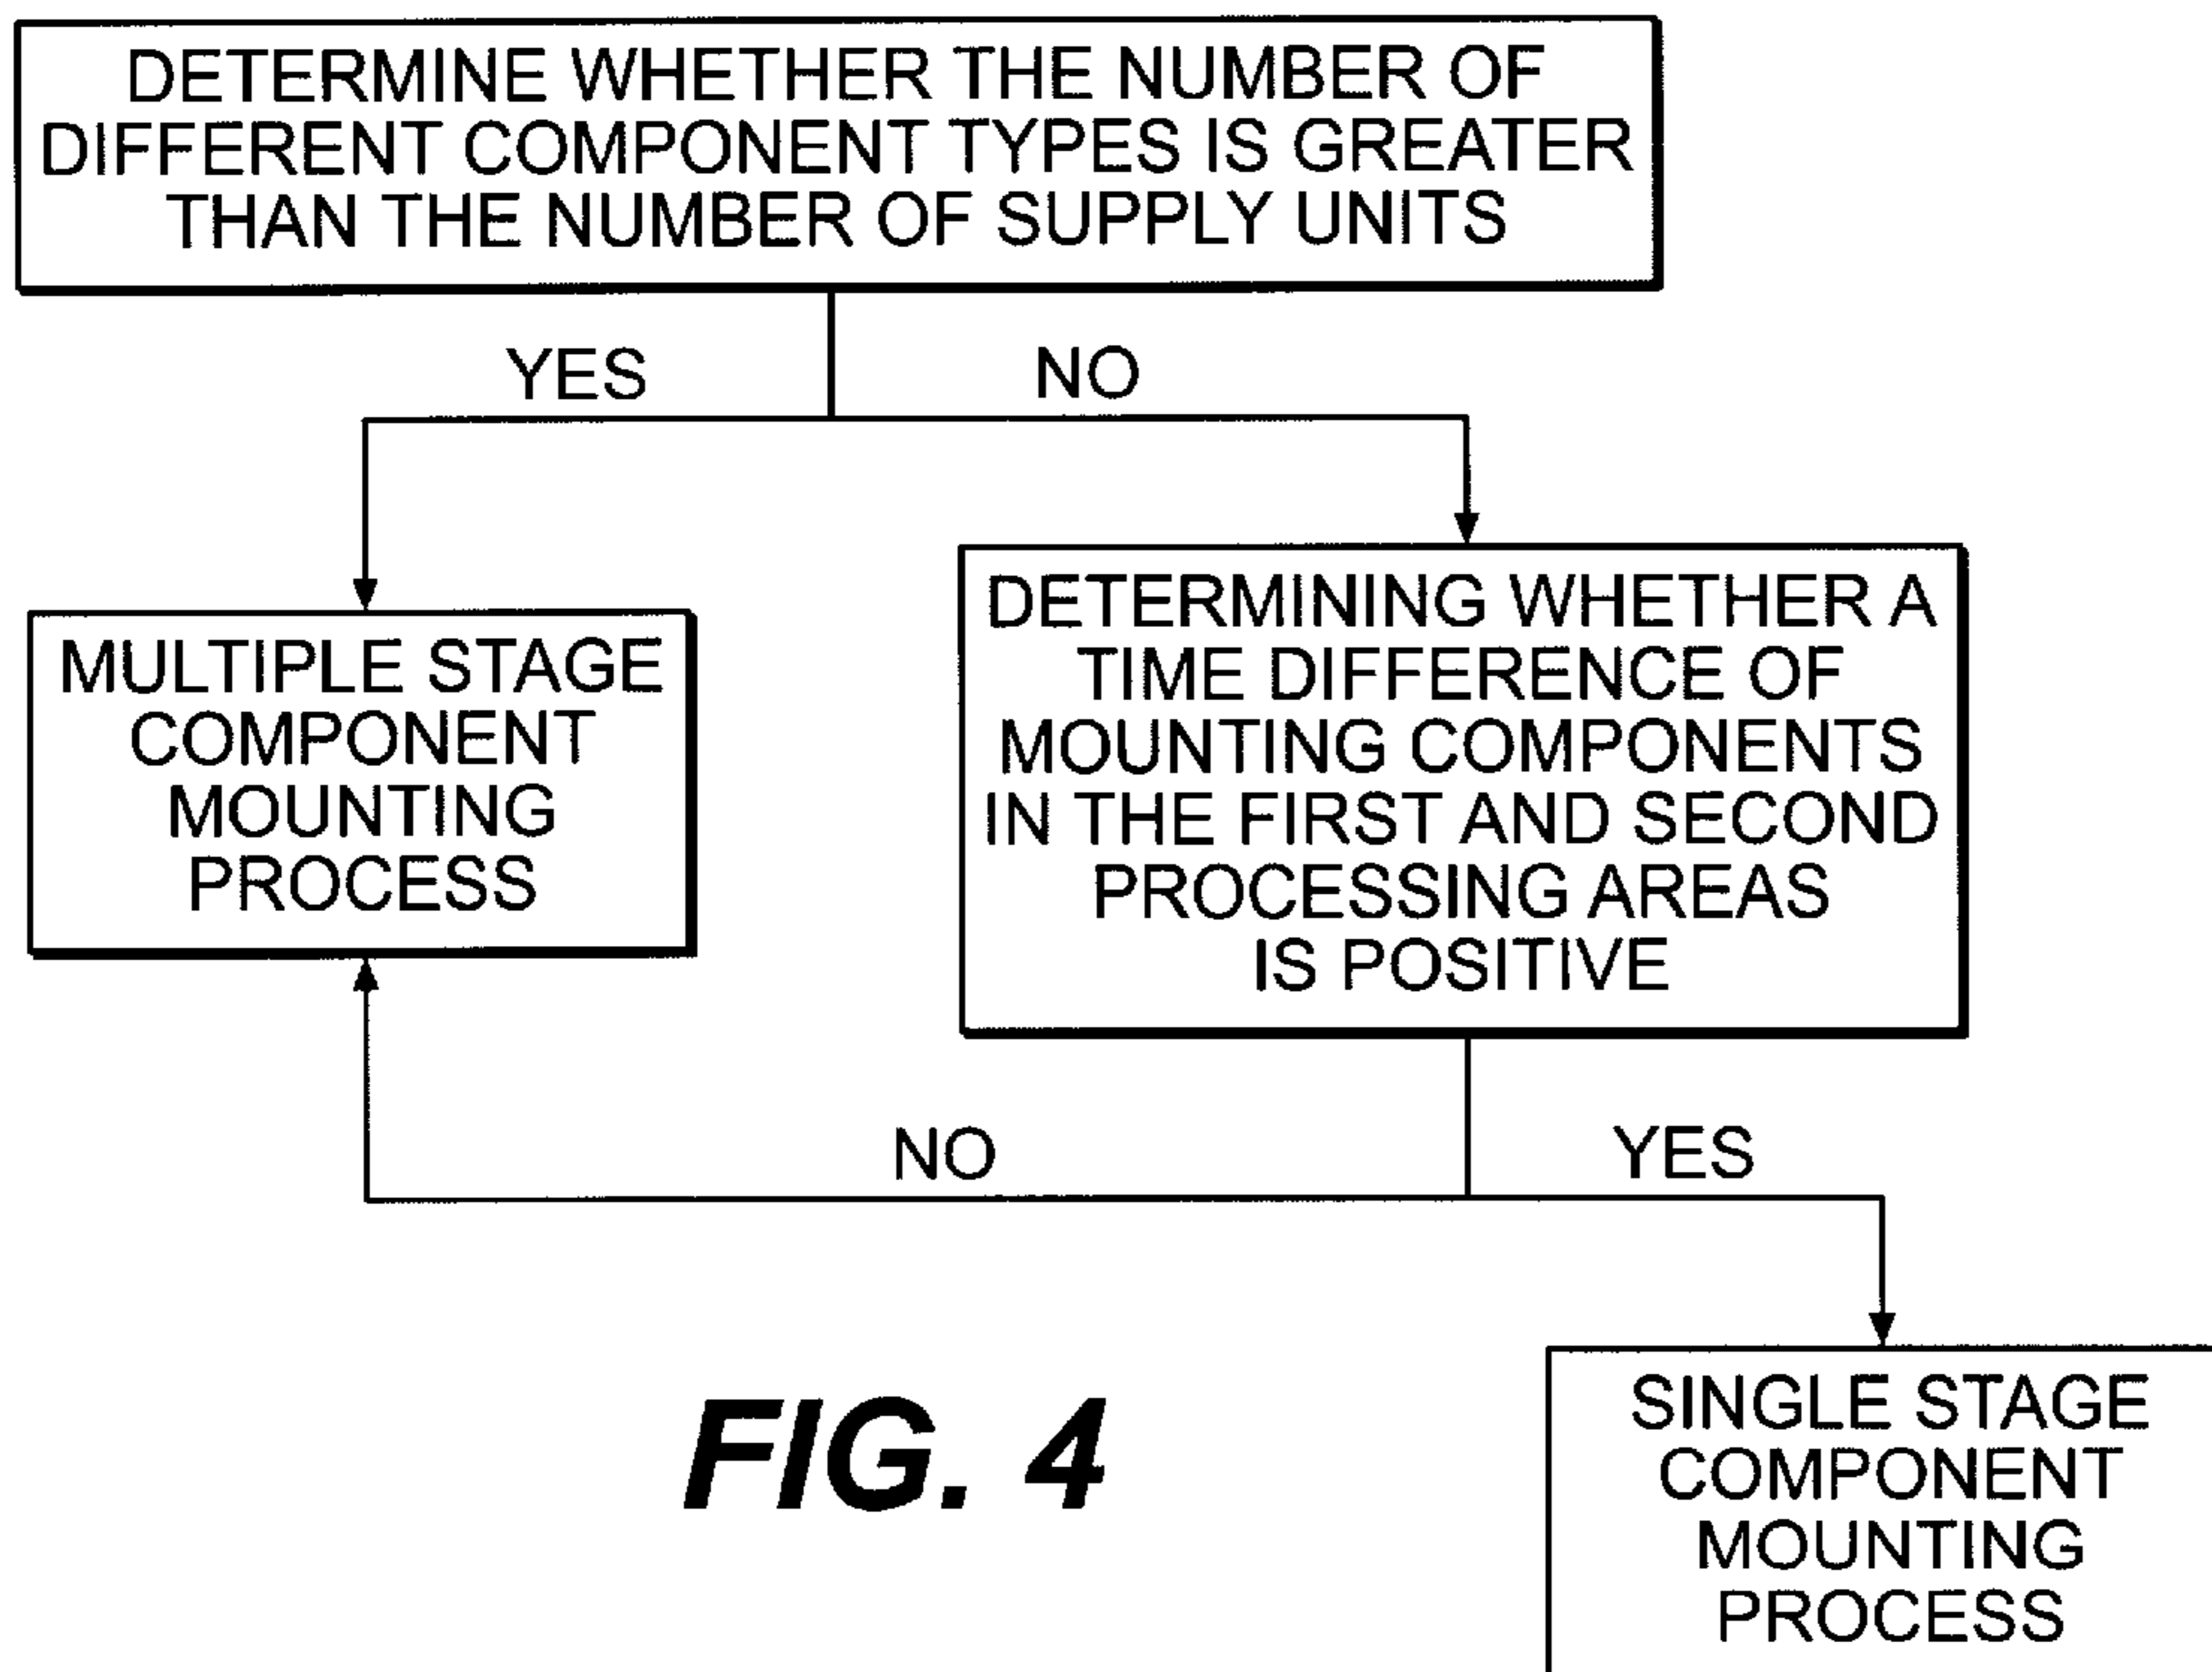 DETERMINE WHETHER THE NUMBER OF
DIFFERENT COMPONENT TYPES IS GREATER
THAN THE NUMBER OF SUPPLY UNITS
YES
NO
MULTIPLE STAGE
COMPONENT
MOUNTING
PROCESS
DETERMINING WHETHER A
TIME DIFFERENCE OF
MOUNTING COMPONENTS
IN THE FIRST AND SECOND
PROCESSING AREAS
IS POSITIVE
NO
YES
SINGLE STAGE
COMPONENT
MOUNTING
PROCESS
FIG. 4